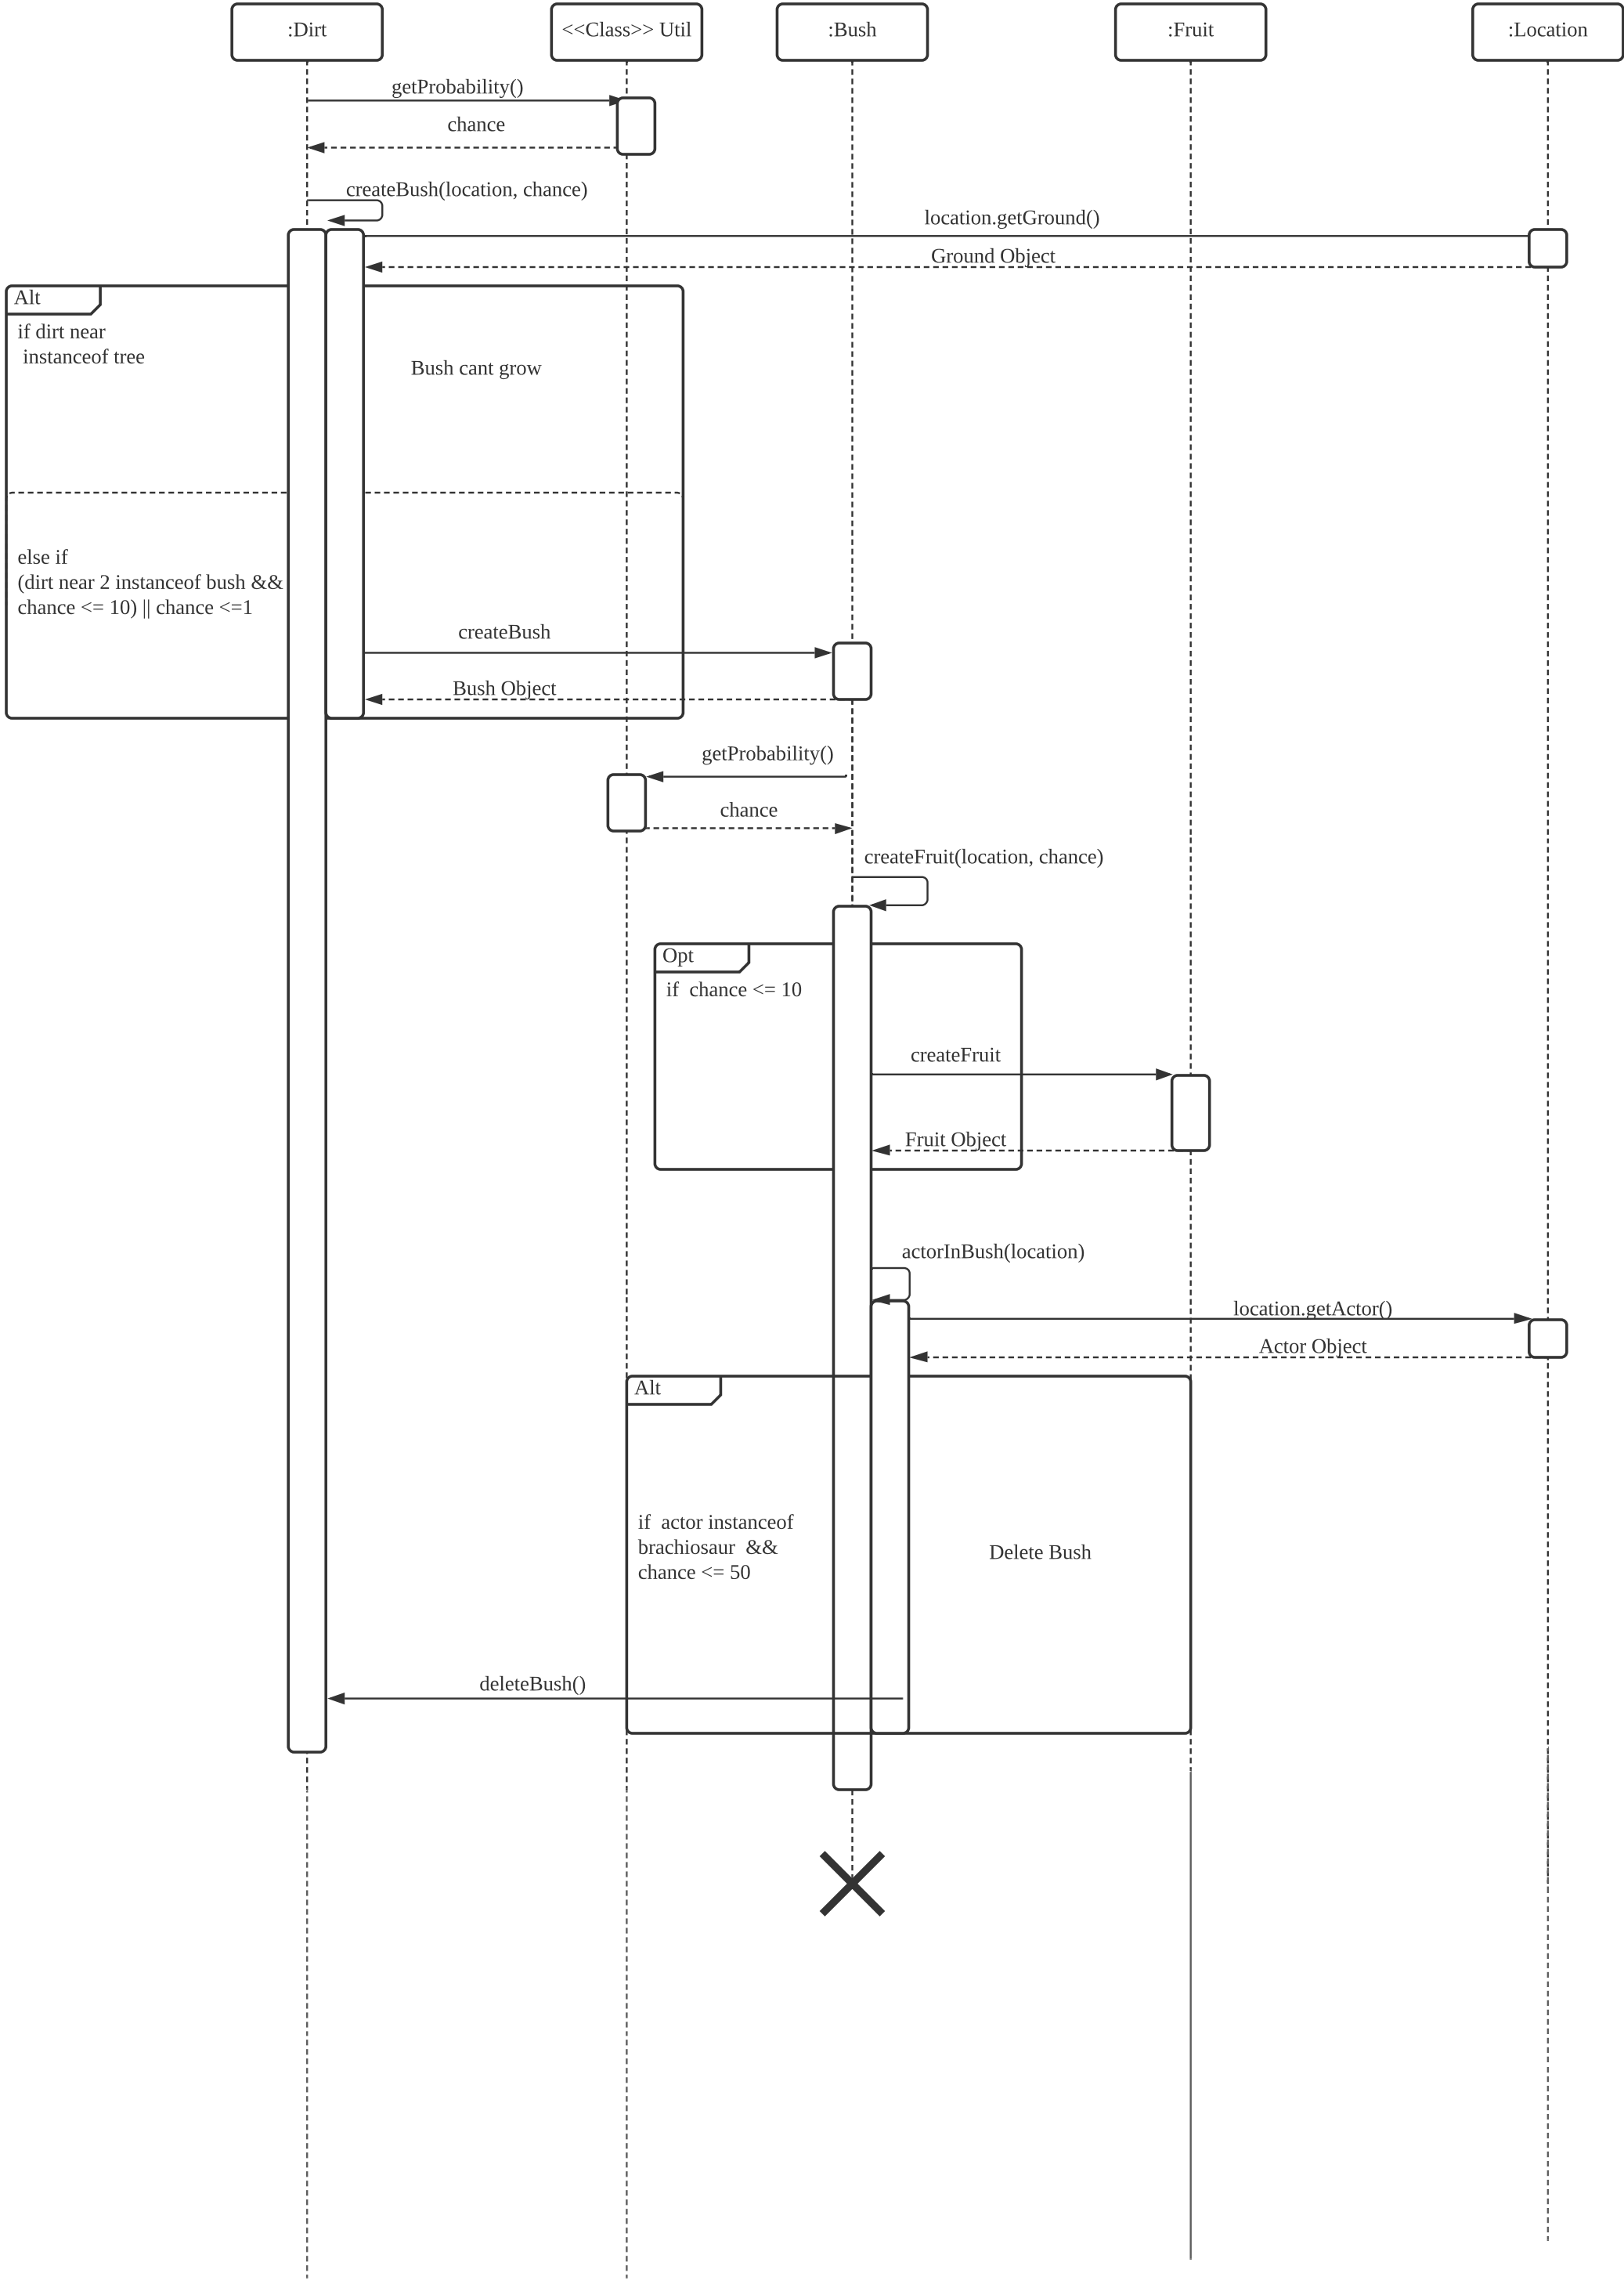 :Dirt
<<Class>> Util
:Bush
:Fruit
:Location
getProbability()
chance
createBush(location, chance)
location.getGround()
Ground Object
Alt
if dirt near
instanceof tree
Bush cant grow
else if
(dirt near 2 instanceof bush &&
chance <= 10) || chance <=1
createBush
Bush Object
getProbability()
chance
createFruit(location, chance)
Opt
if  chance <= 10
createFruit
Fruit Object
actorInBush(location)
location.getActor()
Actor Object
Alt
if  actor instanceof
brachiosaur  &&
chance <= 50
Delete Bush
deleteBush()